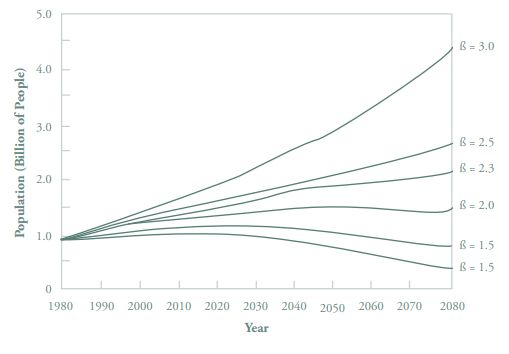 5.0
4.0
3.0
2.0
1.0
0
Population (Billion of People)
ß = 3.0
ß = 2.5
ß = 2.3
ß = 2.0
ß = 1.5
ß = 1.5
1980 1990 2000 2010 2020 2030 2040 2050 2060 2070 2080
Year